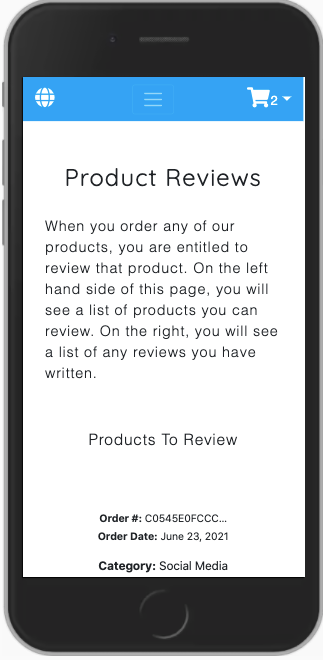 2
Product Reviews
When you order any of our
products, you are entitled to
review that product. On the left
hand side of this page, you will
see a list of products you can
review. On the right, you will see
a list of any reviews you have
written.
Products To Review
Order #: C0545E0FCCC...
Order Date: June 23, 2021
Category: Social Media